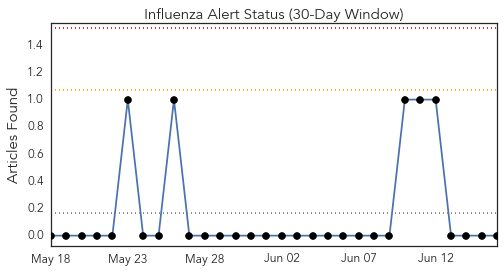 Influenza Alert Status (30-Day Window)
Articles Found
1.4
1.2
1.0
0.8
0.6
0.4
0.2
0.0
May 18 May 23 May 28 Jun 02 Jun 07 Jun 12